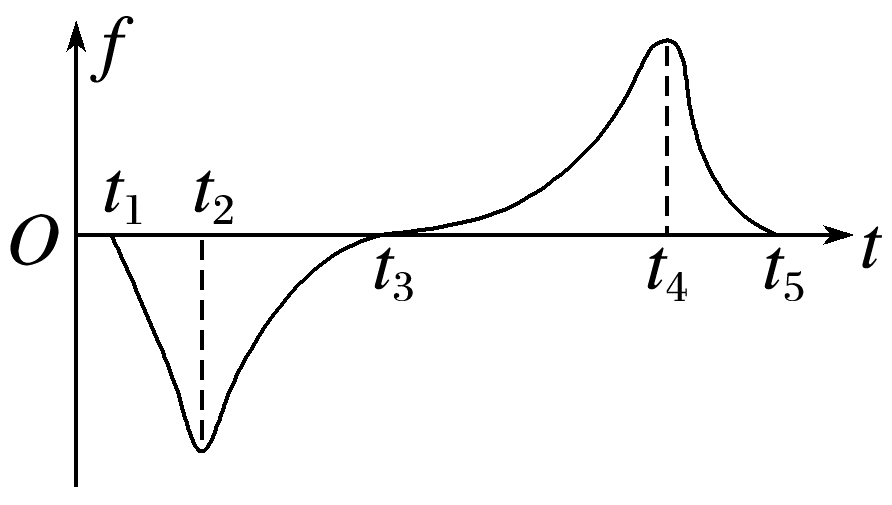 f
t₁ t₂
O t
t₃ t₄ t₅